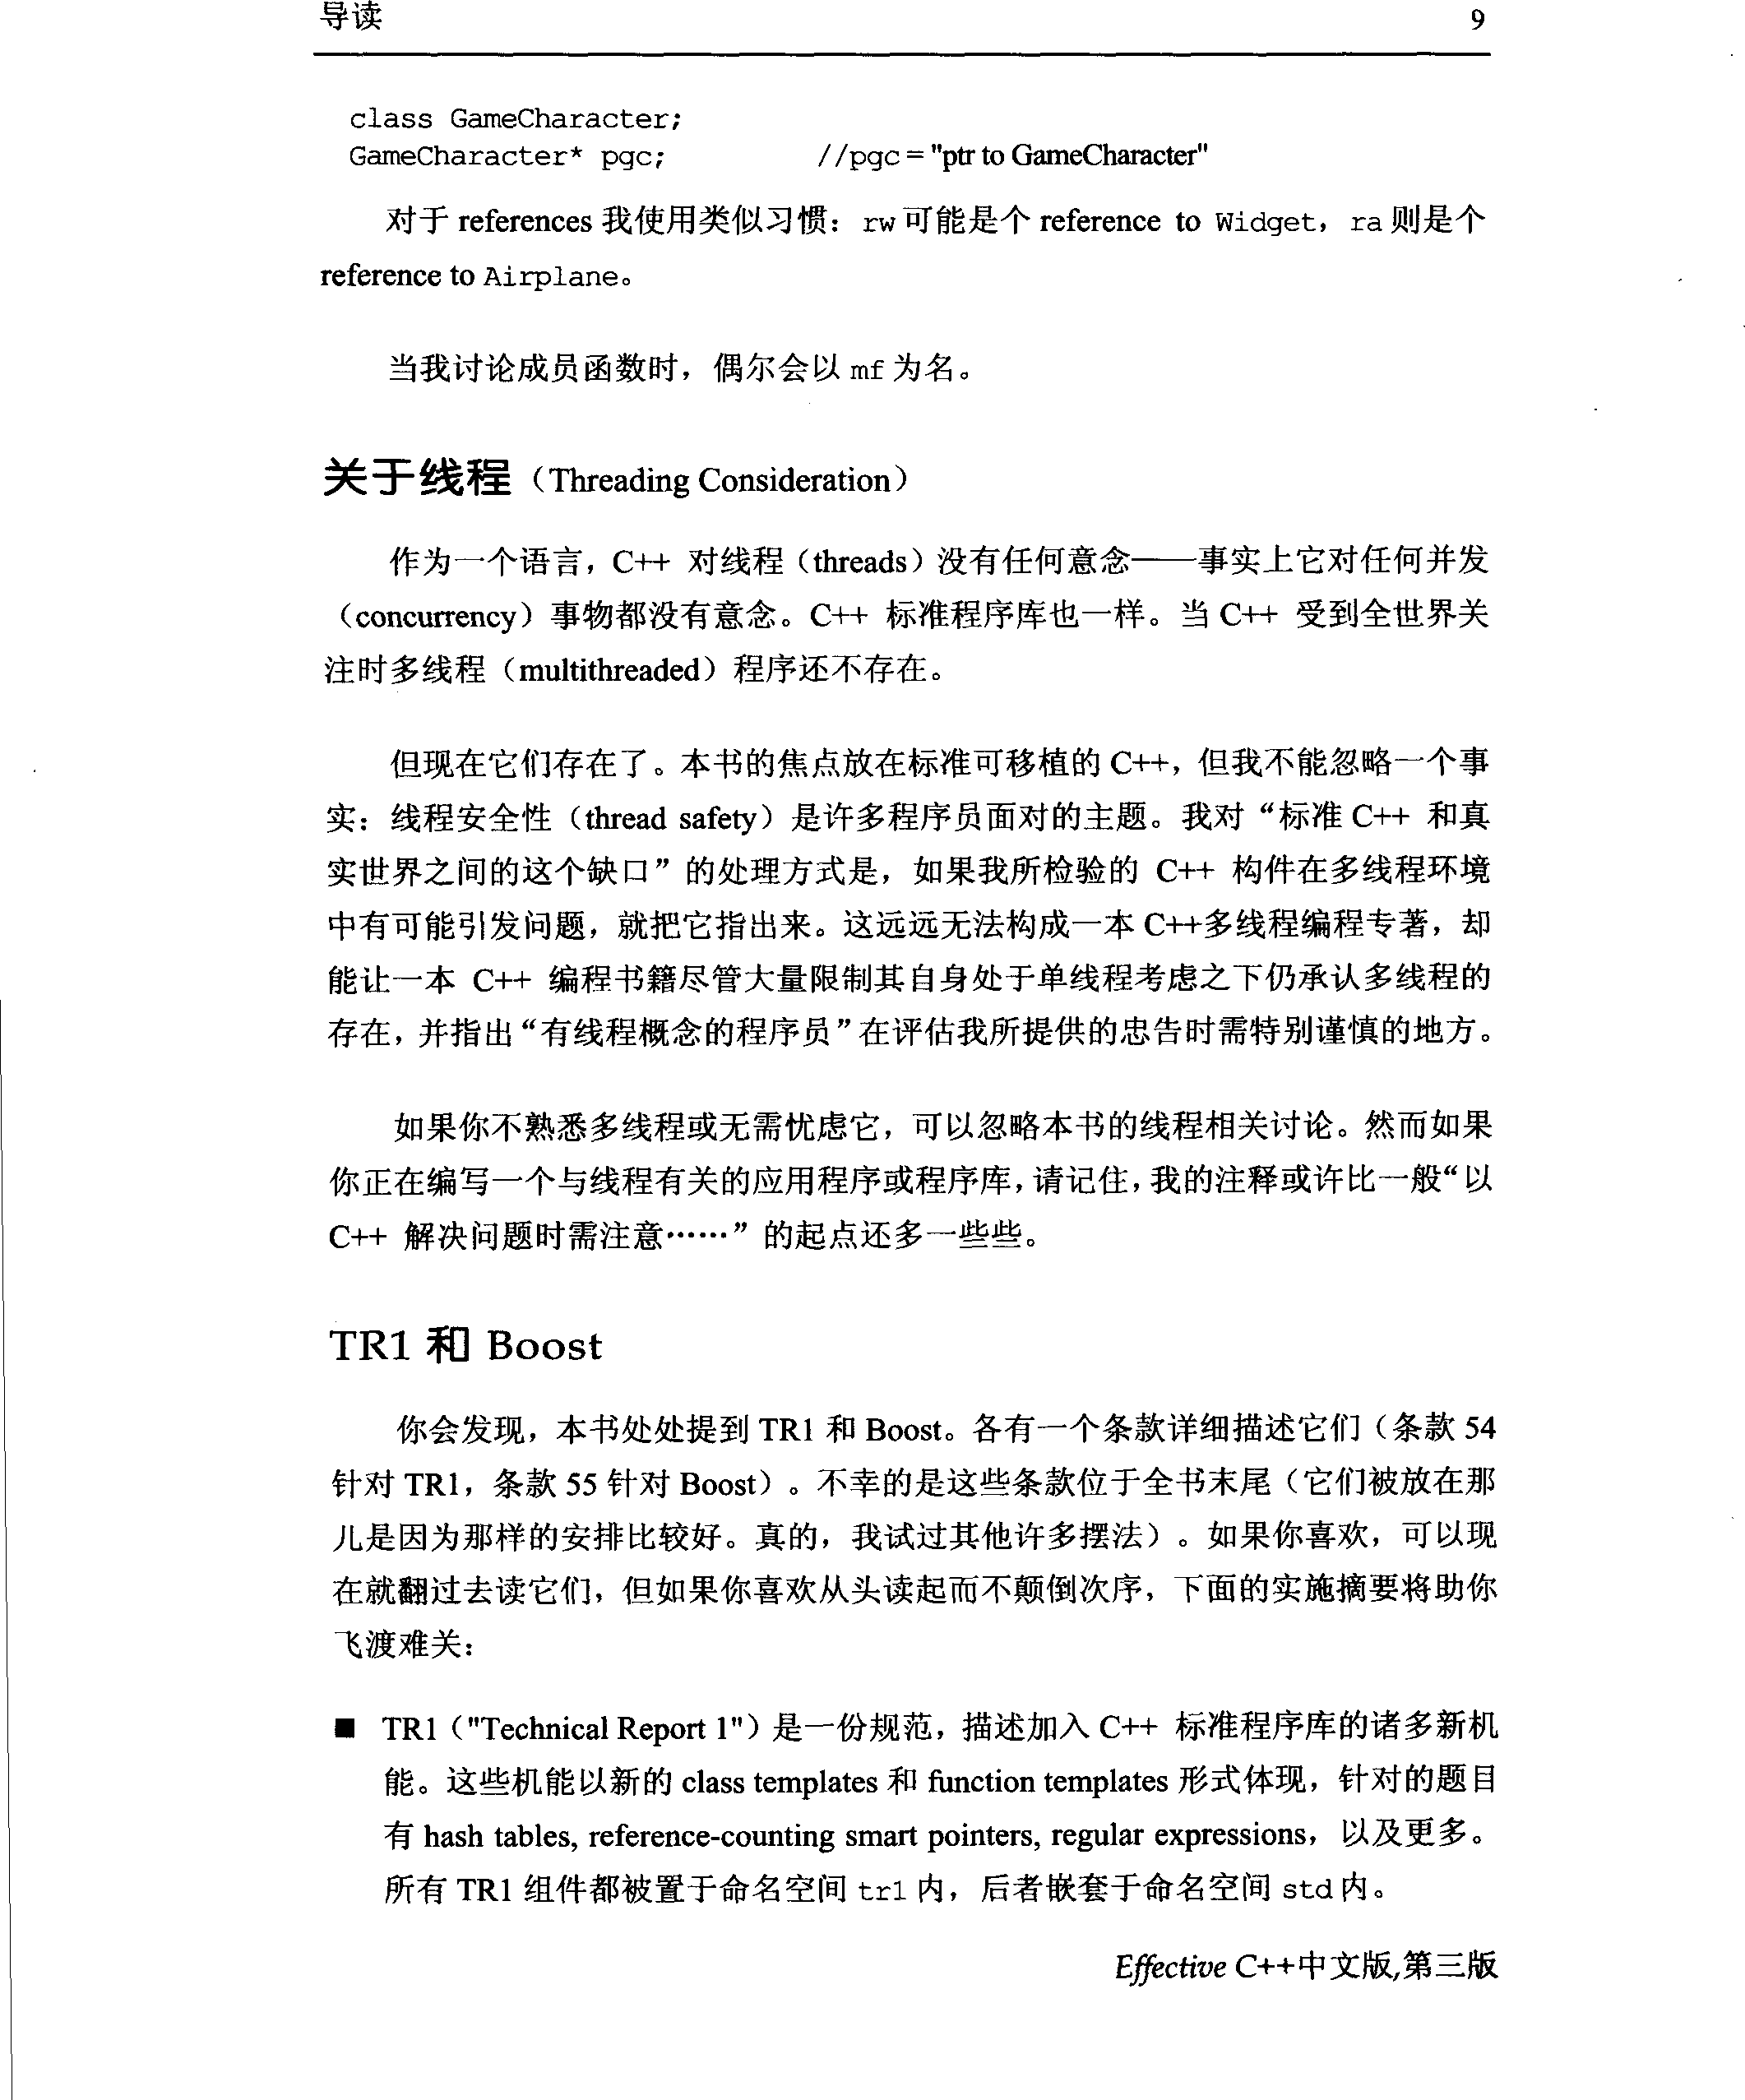 导读 9
class GameCharacter;
GameCharacter* pgc; //pgc = "ptr to GameCharacter"
对于 references 我使用类似习惯：rw 可能是个 reference to Widget，ra 则是个
reference to Airplane。
当我讨论成员函数时，偶尔会以 mf 为名。
关于线程（Threading Consideration）
作为一个语言，C++ 对线程（threads）没有任何意念——事实上它对任何并发
（concurrency）事物都没有意念。C++ 标准程序库也一样。当 C++ 受到全世界关
注时多线程（multithreaded）程序还不存在。
但现在它们存在了。本书的焦点放在标准可移植的 C++，但我不能忽略一个事
实：线程安全性（thread safety）是许多程序员面对的主题。我对“标准 C++ 和真
实世界之间的这个缺口”的处理方式是，如果我所检验的 C++ 构件在多线程环境
中有可能引发问题，就把它指出来。这远远无法构成一本 C++多线程编程专著，却
能让一本 C++ 编程书籍尽管大量限制其自身处于单线程考虑之下仍承认多线程的
存在，并指出“有线程概念的程序员”在评估我所提供的忠告时需特别谨慎的地方。
如果你不熟悉多线程或无需忧虑它，可以忽略本书的线程相关讨论。然而如果
你正在编写一个与线程有关的应用程序或程序库，请记住，我的注释或许比一般“以
C++ 解决问题时需注意……”的起点还多一些些。
TR1 和 Boost
你会发现，本书处处提到 TR1 和 Boost。各有一个条款详细描述它们（条款 54
针对 TR1，条款 55 针对 Boost）。不幸的是这些条款位于全书末尾（它们被放在那
儿是因为那样的安排比较好。真的，我试过其他许多摆法）。如果你喜欢，可以现
在就翻过去读它们，但如果你喜欢从头读起而不颠倒次序，下面的实施摘要将助你
飞渡难关：
■ TR1（"Technical Report 1"）是一份规范，描述加入 C++ 标准程序库的诸多新机
能。这些机能以新的 class templates 和 function templates 形式体现，针对的题目
有 hash tables, reference-counting smart pointers, regular expressions，以及更多。
所有 TR1 组件都被置于命名空间 tr1 内，后者嵌套于命名空间 std 内。
Effective C++中文版,第三版